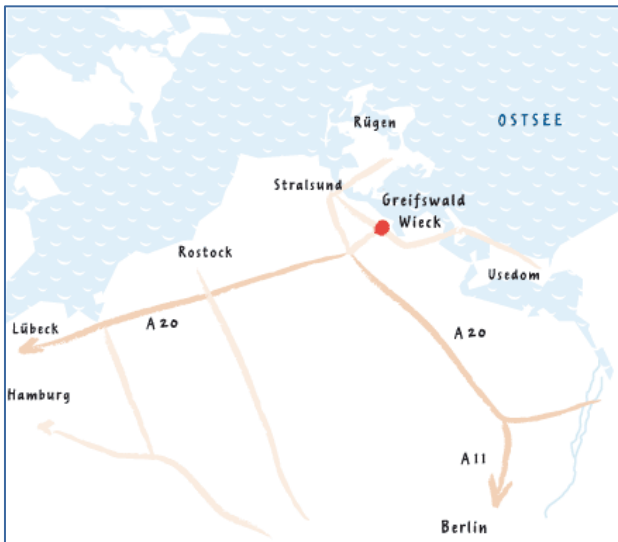 Rügen
OSTSEE
Stralsund
Greifswald
Wieck
Rostock
Usedom
A 20
Lübeck
A 20
Hamburg
A 11
Berlin